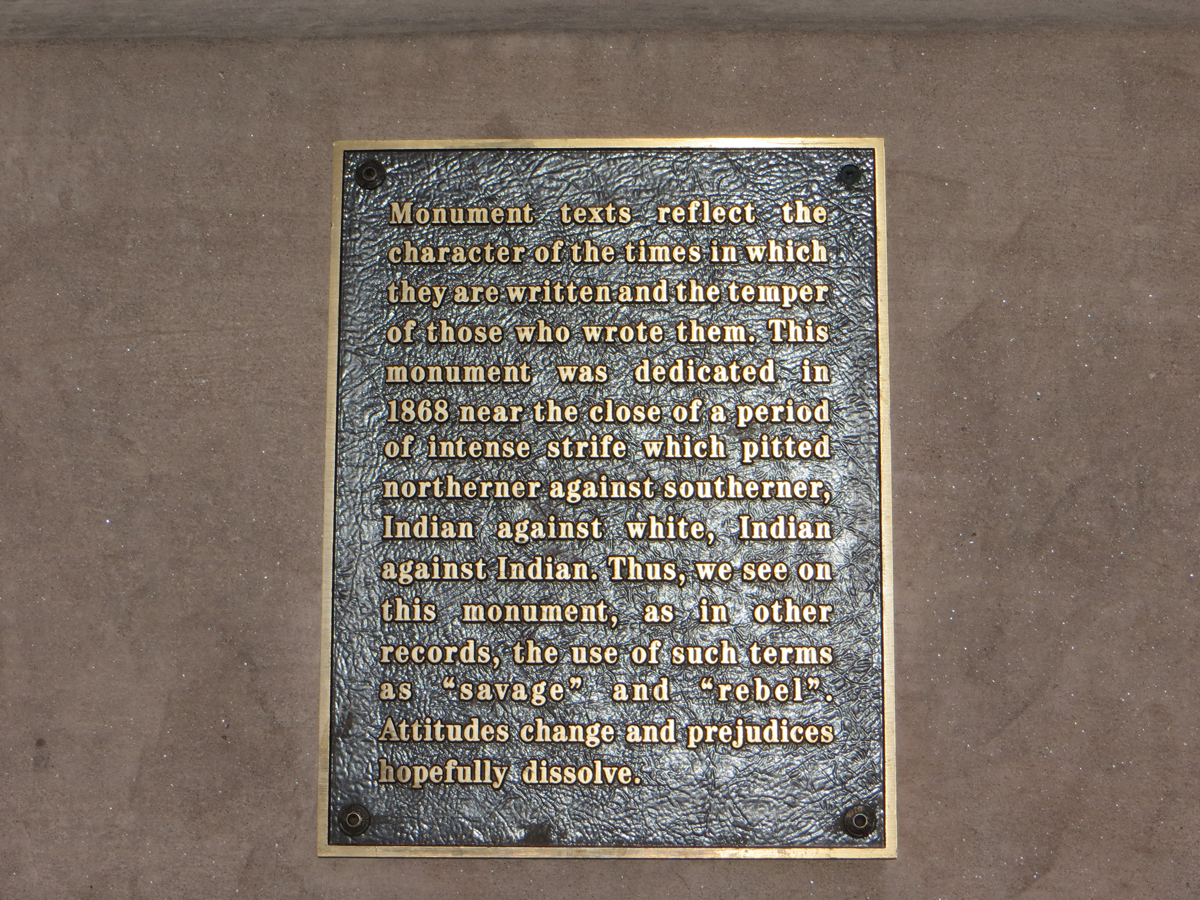 Monument texts reflect the
character of the times in which
they are written and the temper
of those who wrote them. This
monument was dedicated in
1868 near the close of a period
of intense strife which pitted
northerner against southerner,
Indian against white, Indian
against Indian. Thus, we see on
this monument, as in other
records, the use of such terms
as “savage” and “rebel”.
Attitudes change and prejudices
hopefully dissolve.